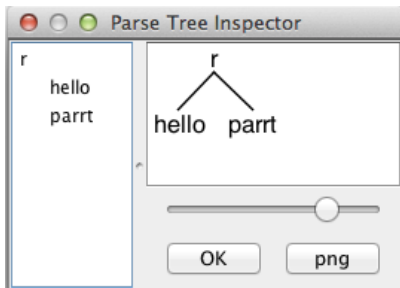 Parse Tree Inspector
r
hello
parrt
r
hello parrt
OK png